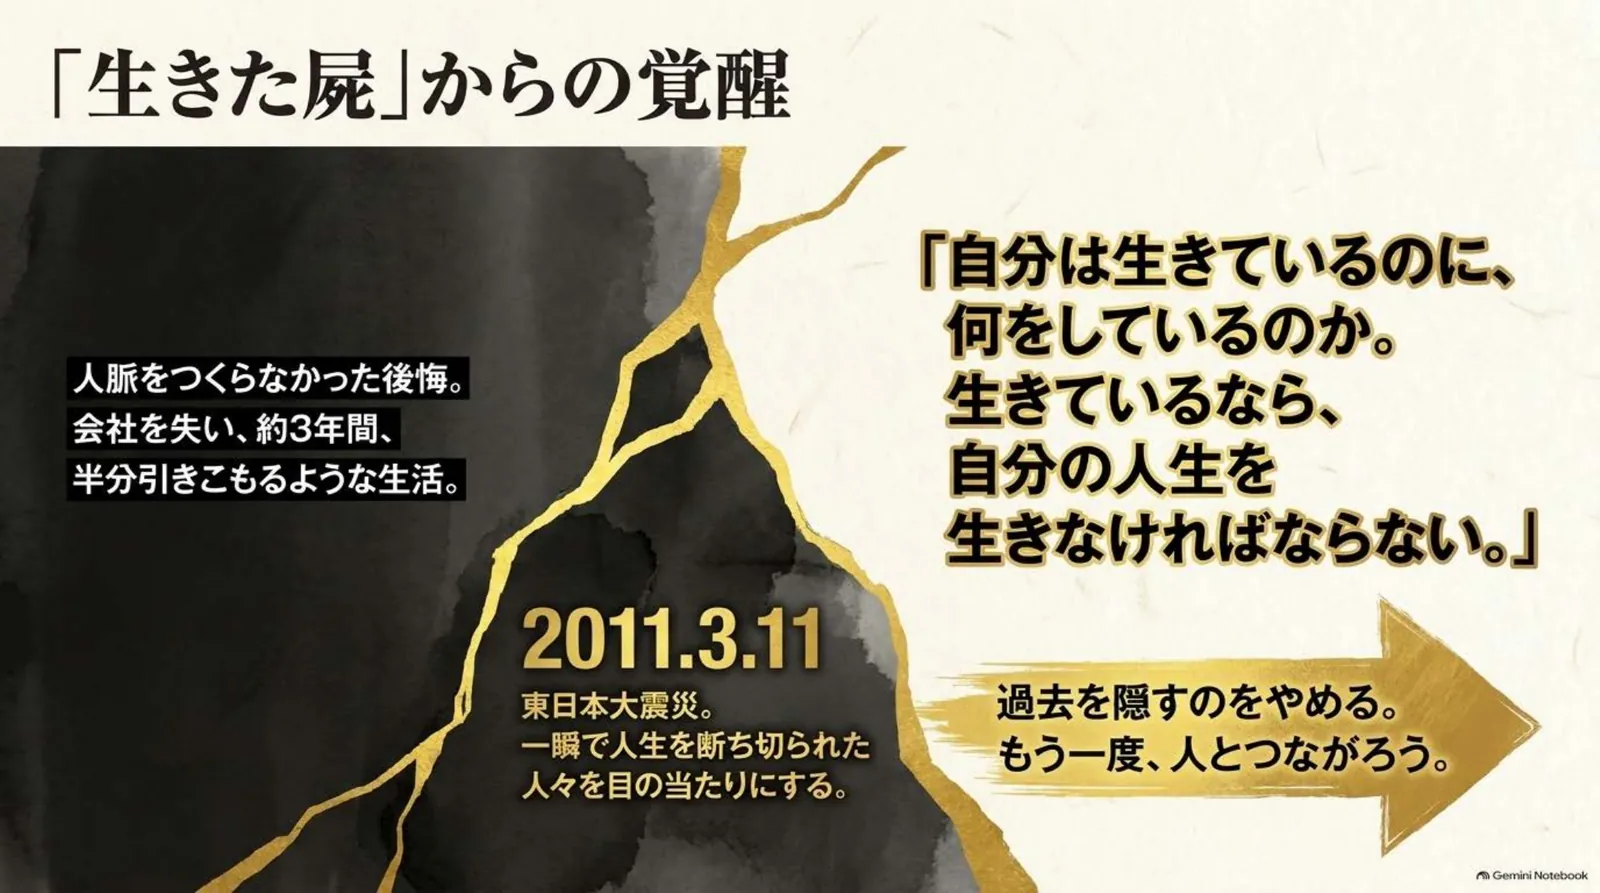 「生きた屍」からの覚醒
人脈をつくらなかった後悔。
会社を失い、約3年間、
半分引きこもるような生活。
2011.3.11
東日本大震災。
一瞬で人生を断ち切られた
人々を目の当たりにする。
「自分は生きているのに、
何をしているのか。
生きているなら、
自分の人生を
生きなければならない。」
過去を隠すのをやめる。
もう一度、人とつながろう。
Gemini Notebook